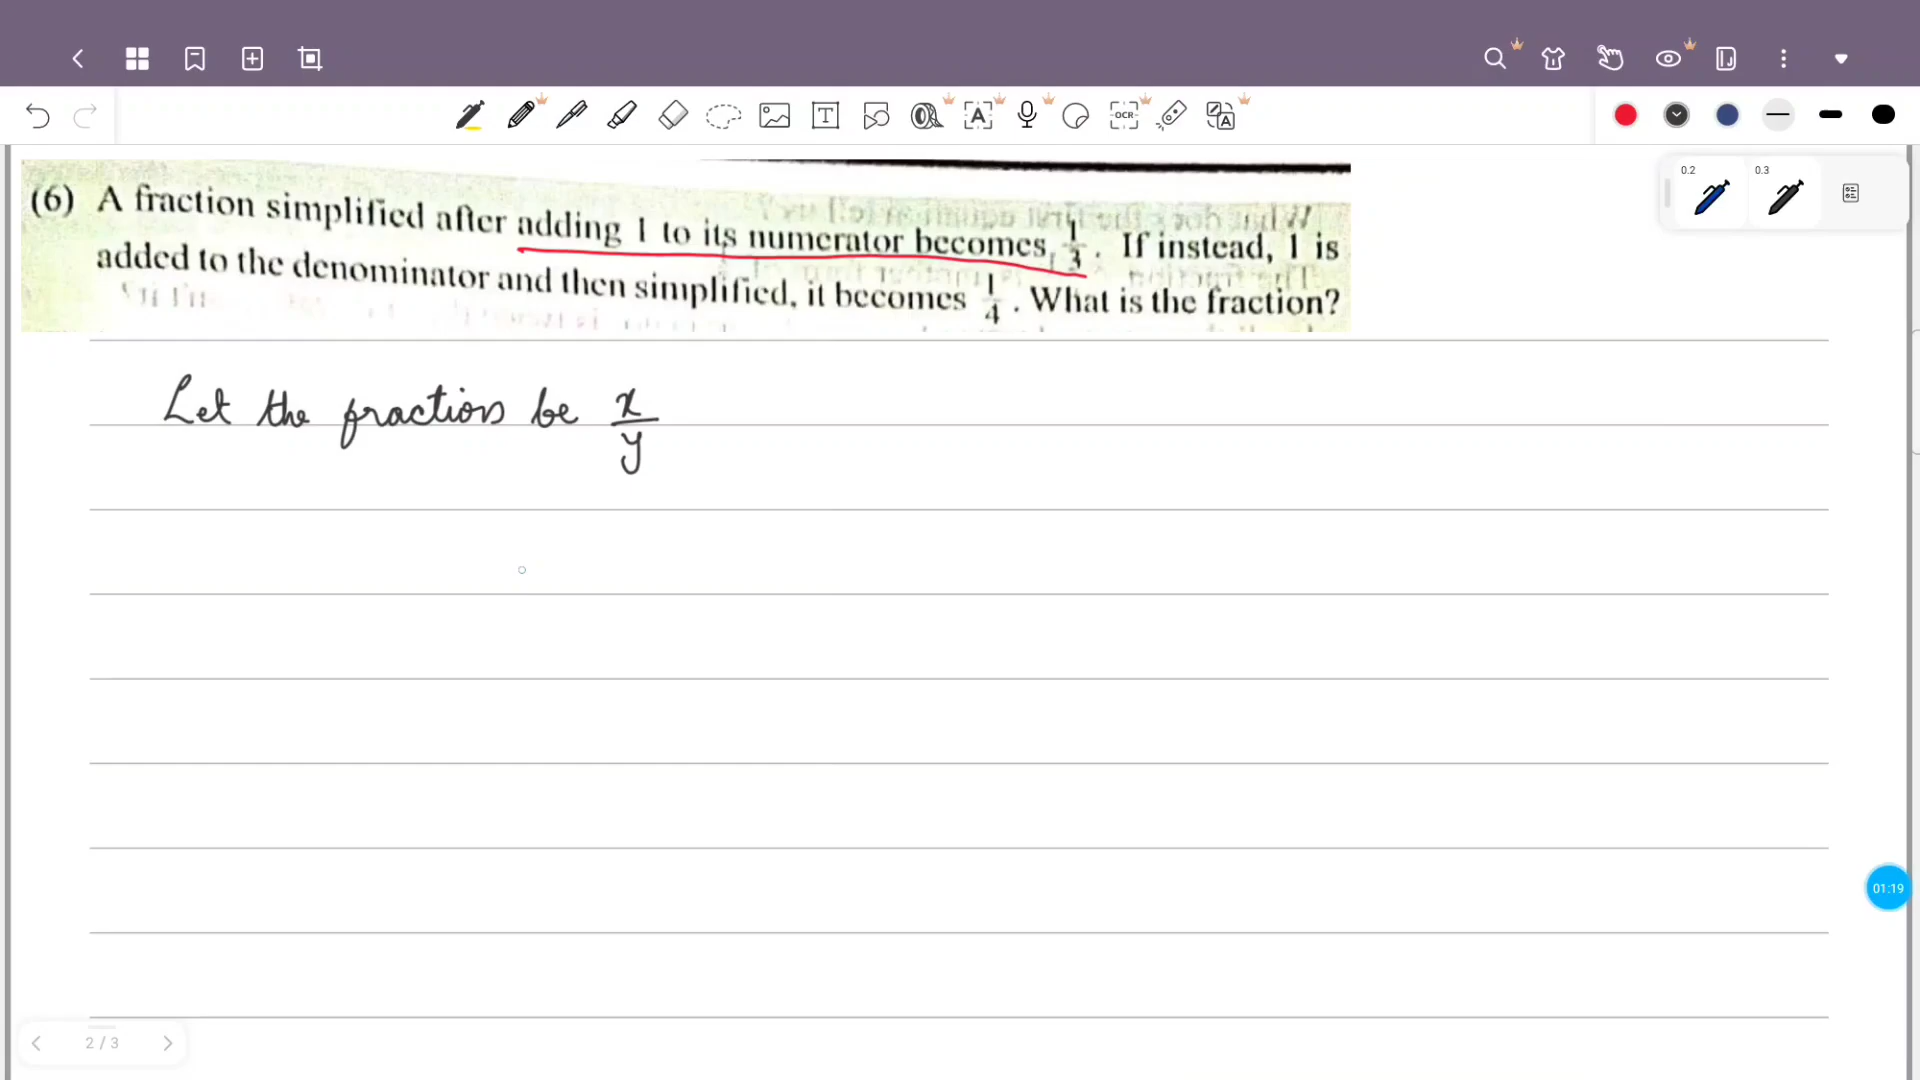 OCR
0.2
0.3
(6) A fraction simplified after adding 1 to its numerator becomes, 1/3. If instead, 1 is
added to the denominator and then simplified, it becomes 1/4. What is the fraction?
Let the fraction be x/y
01:19
2 / 3